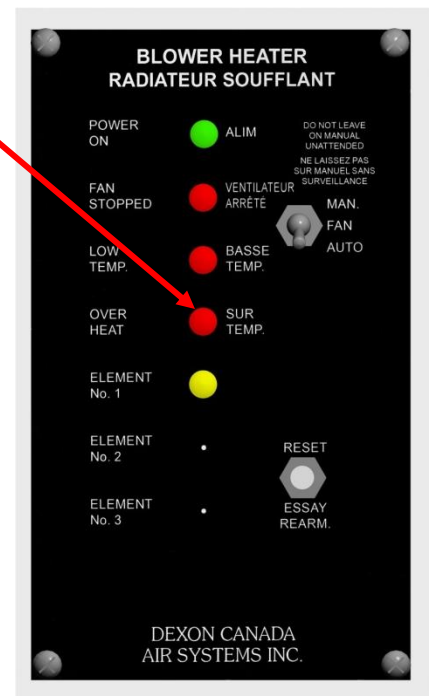 BLOWER HEATER
RADIATEUR SOUFFLANT
POWER
ON
ALIM
DO NOT LEAVE
ON MANUAL
UNATTENDED
NE LAISSEZ PAS
SUR MANUEL SANS
SURVEILLANCE
FAN
STOPPED
VENTILATEUR
ARRÊTÉ
MAN.
FAN
AUTO
LOW
TEMP.
BASSE
TEMP.
OVER
HEAT
SUR
TEMP.
ELEMENT
No. 1
ELEMENT
No. 2
RESET
ELEMENT
No. 3
ESSAY
REARM.
DEXON CANADA
AIR SYSTEMS INC.